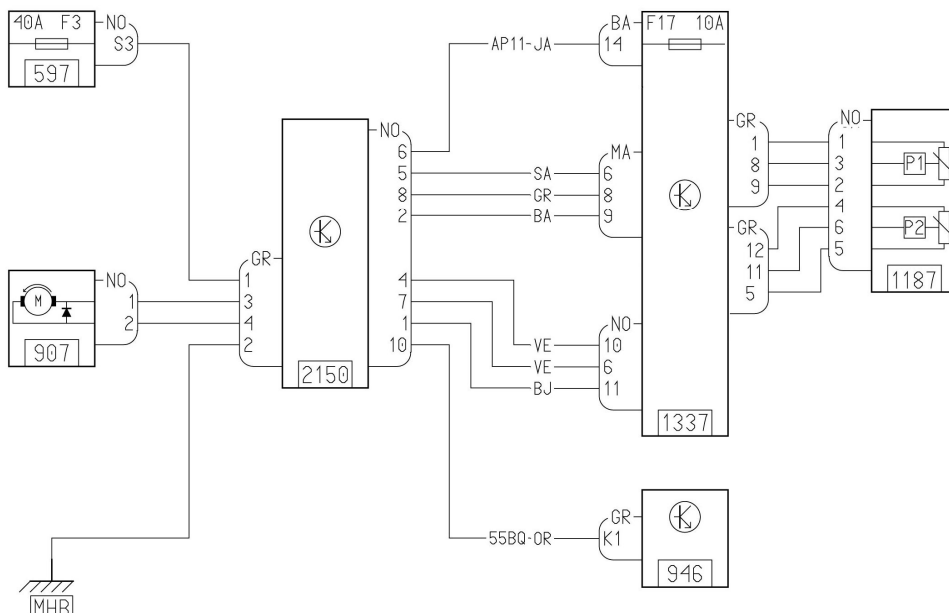 40A F3
NO
S3
597
M
NO
1
2
907
MHB
GR
1
3
4
2
NO
6
5
8
2
4
7
1
10
2150
AP11-JA
SA
GR
BA
VE
VE
BJ
55BQ-OR
BA
14
F17 10A
MA
6
8
9
NO
10
6
11
1337
GR
1
8
9
GR
12
11
5
GR
K1
946
NO
1
3
2
4
6
5
P1
P2
1187